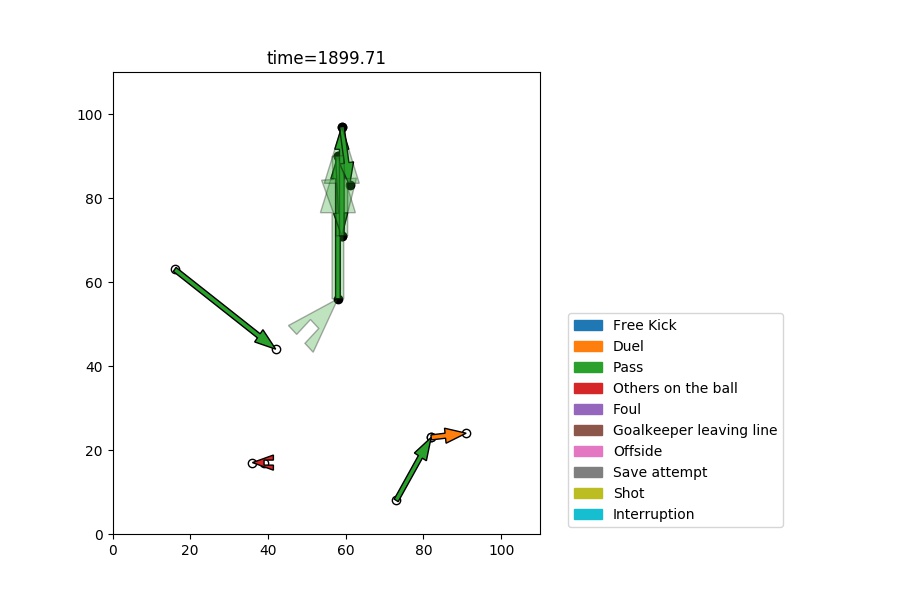 time=1899.71
100
80
60
40
20
0
0 20 40 60 80 100
Free Kick
Duel
Pass
Others on the ball
Foul
Goalkeeper leaving line
Offside
Save attempt
Shot
Interruption